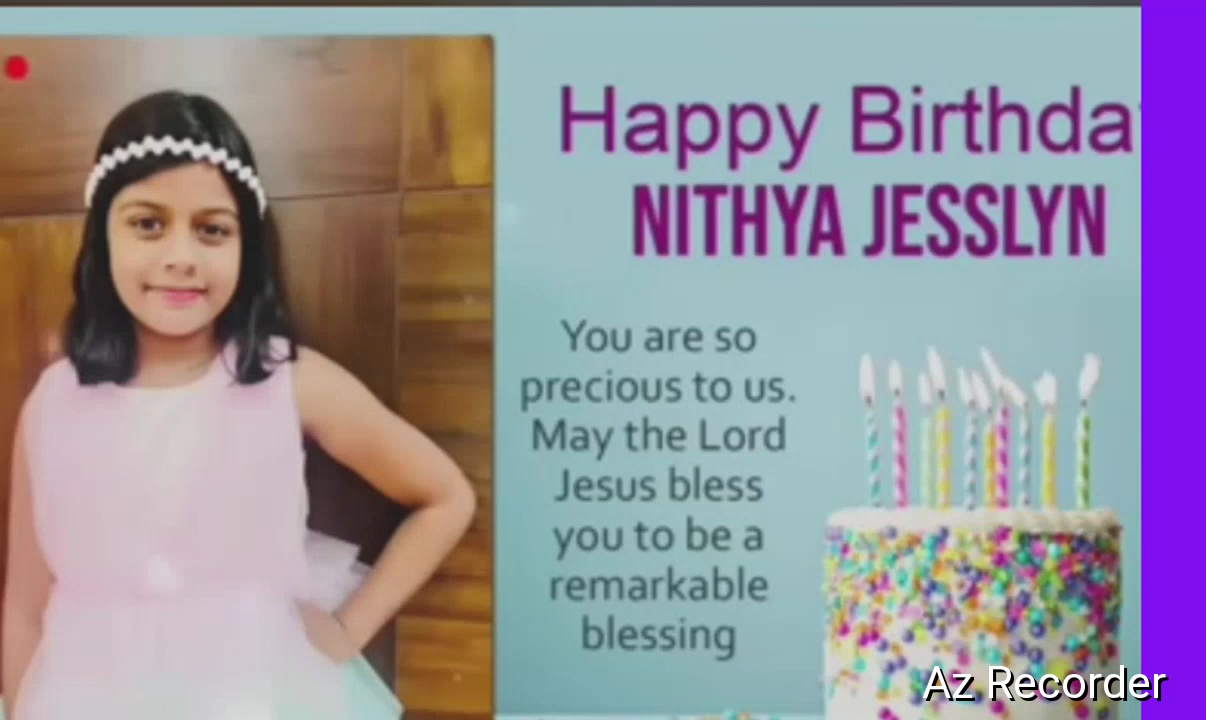 Happy Birthda
NITHYA JESSLYN
You are so
precious to us.
May the Lord
Jesus bless
you to be a
remarkable
blessing
Az Recorder